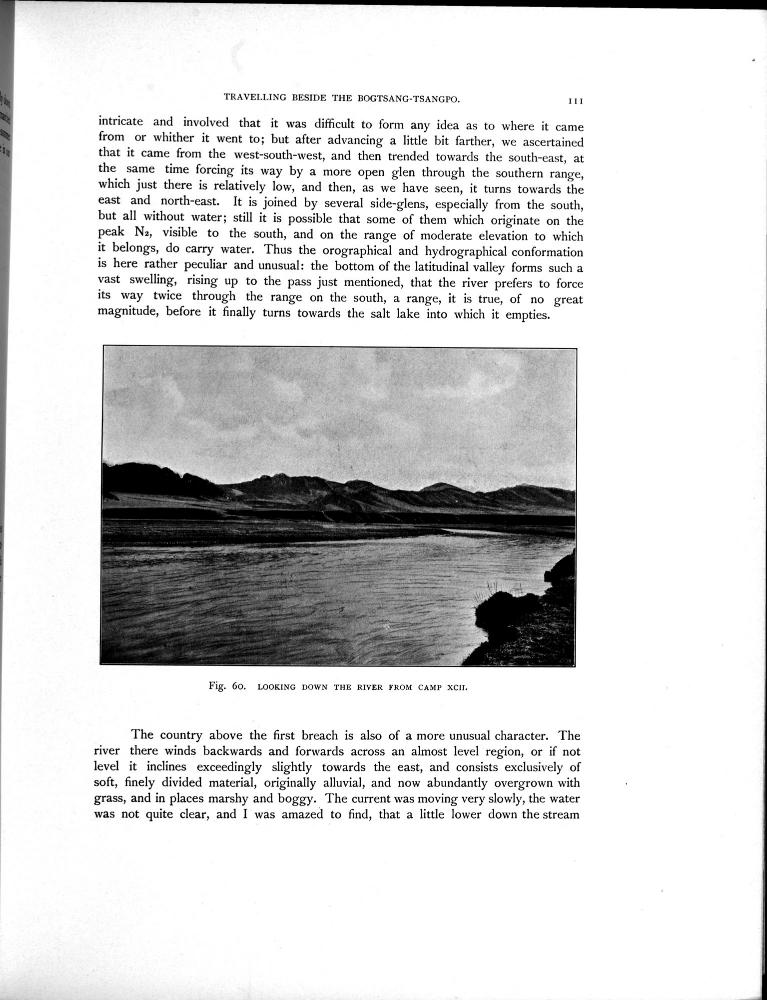 TRAVELLING BESIDE THE BOGTSANG-TSANGPO. 111
intricate and involved that it was difficult to form any idea as to where it came
from or whither it went to; but after advancing a little bit farther, we ascertained
that it came from the west-south-west, and then trended towards the south-east, at
the same time forcing its way by a more open glen through the southern range,
which just there is relatively low, and then, as we have seen, it turns towards the
east and north-east. It is joined by several side-glens, especially from the south,
but all without water; still it is possible that some of them which originate on the
peak N2, visible to the south, and on the range of moderate elevation to which
it belongs, do carry water. Thus the orographical and hydrographical conformation
is here rather peculiar and unusual: the bottom of the latitudinal valley forms such a
vast swelling, rising up to the pass just mentioned, that the river prefers to force
its way twice through the range on the south, a range, it is true, of no great
magnitude, before it finally turns towards the salt lake into which it empties.
Fig. 60. LOOKING DOWN THE RIVER FROM CAMP XCII.
The country above the first breach is also of a more unusual character. The
river there winds backwards and forwards across an almost level region, or if not
level it inclines exceedingly slightly towards the east, and consists exclusively of
soft, finely divided material, originally alluvial, and now abundantly overgrown with
grass, and in places marshy and boggy. The current was moving very slowly, the water
was not quite clear, and I was amazed to find, that a little lower down the stream